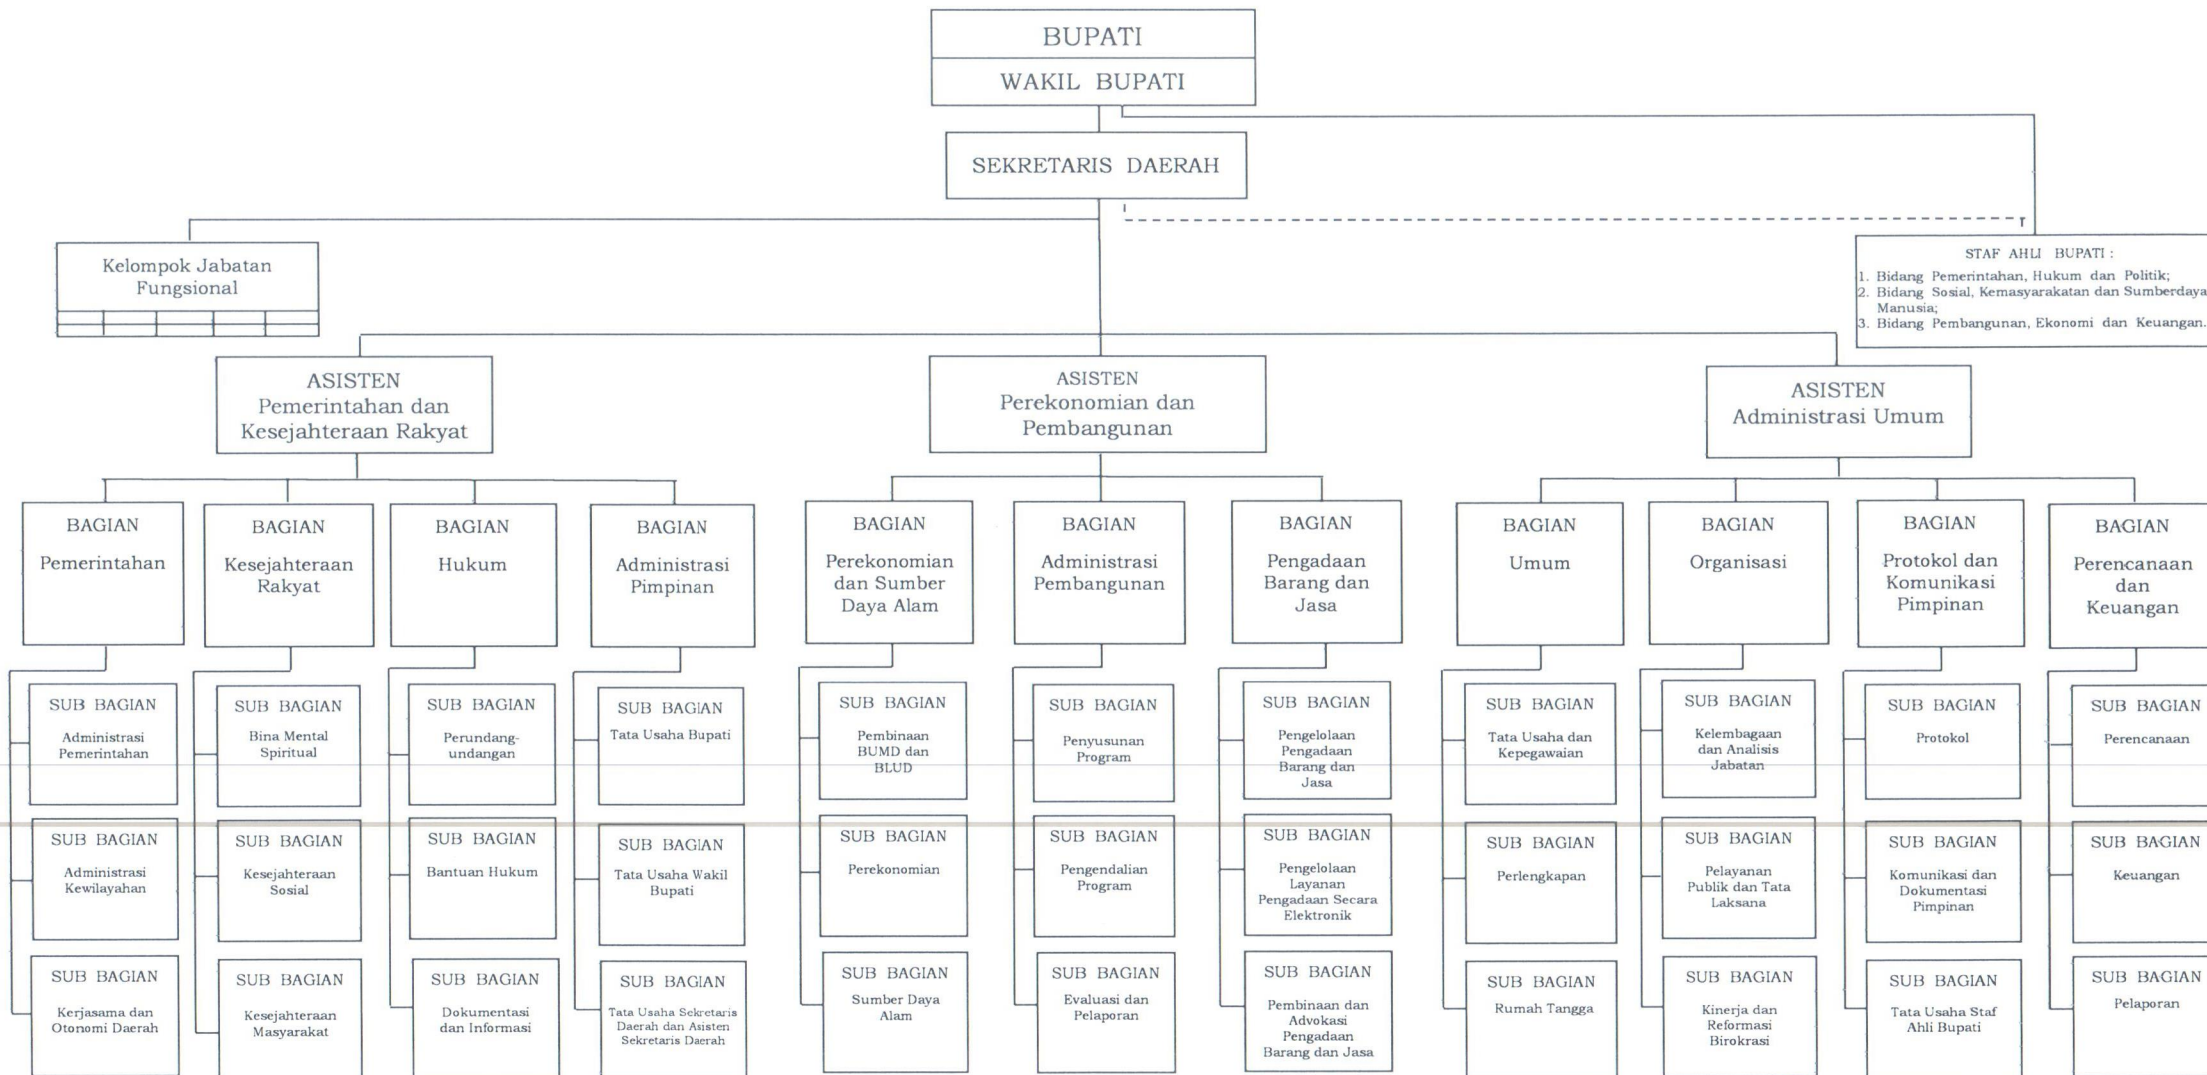 BUPATI
WAKIL BUPATI
SEKRETARIS DAERAH
Kelompok Jabatan
Fungsional
STAF AHLI BUPATI :
1. Bidang Pemerintahan, Hukum dan Politik;
2. Bidang Sosial, Kemasyarakatan dan Sumberdaya
Manusia;
3. Bidang Pembangunan, Ekonomi dan Keuangan.
ASISTEN
Pemerintahan dan
Kesejahteraan Rakyat
ASISTEN
Perekonomian dan
Pembangunan
ASISTEN
Administrasi Umum
BAGIAN
Pemerintahan
BAGIAN
Kesejahteraan
Rakyat
BAGIAN
Hukum
BAGIAN
Administrasi
Pimpinan
BAGIAN
Perekonomian
dan Sumber
Daya Alam
BAGIAN
Administrasi
Pembangunan
BAGIAN
Pengadaan
Barang dan
Jasa
BAGIAN
Umum
BAGIAN
Organisasi
BAGIAN
Protokol dan
Komunikasi
Pimpinan
BAGIAN
Perencanaan
dan
Keuangan
SUB BAGIAN
Administrasi
Pemerintahan
SUB BAGIAN
Bina Mental
Spiritual
SUB BAGIAN
Perundang-
undangan
SUB BAGIAN
Tata Usaha Bupati
SUB BAGIAN
Pembinaan
BUMD dan
BLUD
SUB BAGIAN
Penyusunan
Program
SUB BAGIAN
Pengelolaan
Pengadaan
Barang dan
Jasa
SUB BAGIAN
Tata Usaha dan
Kepegawaian
SUB BAGIAN
Kelembagaan
dan Analisis
Jabatan
SUB BAGIAN
Protokol
SUB BAGIAN
Perencanaan
SUB BAGIAN
Administrasi
Kewilayahan
SUB BAGIAN
Kesejahteraan
Sosial
SUB BAGIAN
Bantuan Hukum
SUB BAGIAN
Tata Usaha Wakil
Bupati
SUB BAGIAN
Perekonomian
SUB BAGIAN
Pengendalian
Program
SUB BAGIAN
Pengelolaan
Layanan
Pengadaan Secara
Elektronik
SUB BAGIAN
Perlengkapan
SUB BAGIAN
Pelayanan
Publik dan Tata
Laksana
SUB BAGIAN
Komunikasi dan
Dokumentasi
Pimpinan
SUB BAGIAN
Keuangan
SUB BAGIAN
Kerjasama dan
Otonomi Daerah
SUB BAGIAN
Kesejahteraan
Masyarakat
SUB BAGIAN
Dokumentasi
dan Informasi
SUB BAGIAN
Tata Usaha Sekretaris
Daerah dan Asisten
Sekretaris Daerah
SUB BAGIAN
Sumber Daya
Alam
SUB BAGIAN
Evaluasi dan
Pelaporan
SUB BAGIAN
Pembinaan dan
Advokasi
Pengadaan
Barang dan Jasa
SUB BAGIAN
Rumah Tangga
SUB BAGIAN
Kinerja dan
Reformasi
Birokrasi
SUB BAGIAN
Tata Usaha Staf
Ahli Bupati
SUB BAGIAN
Pelaporan